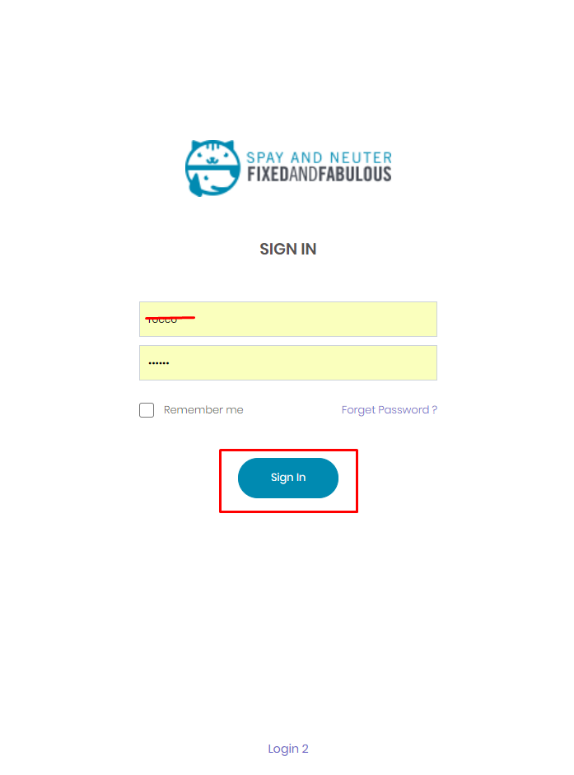 SPAY AND NEUTER
FIXEDANDFABULOUS
SIGN IN
••••••
Remember me
Forget Password ?
Sign In
Login 2